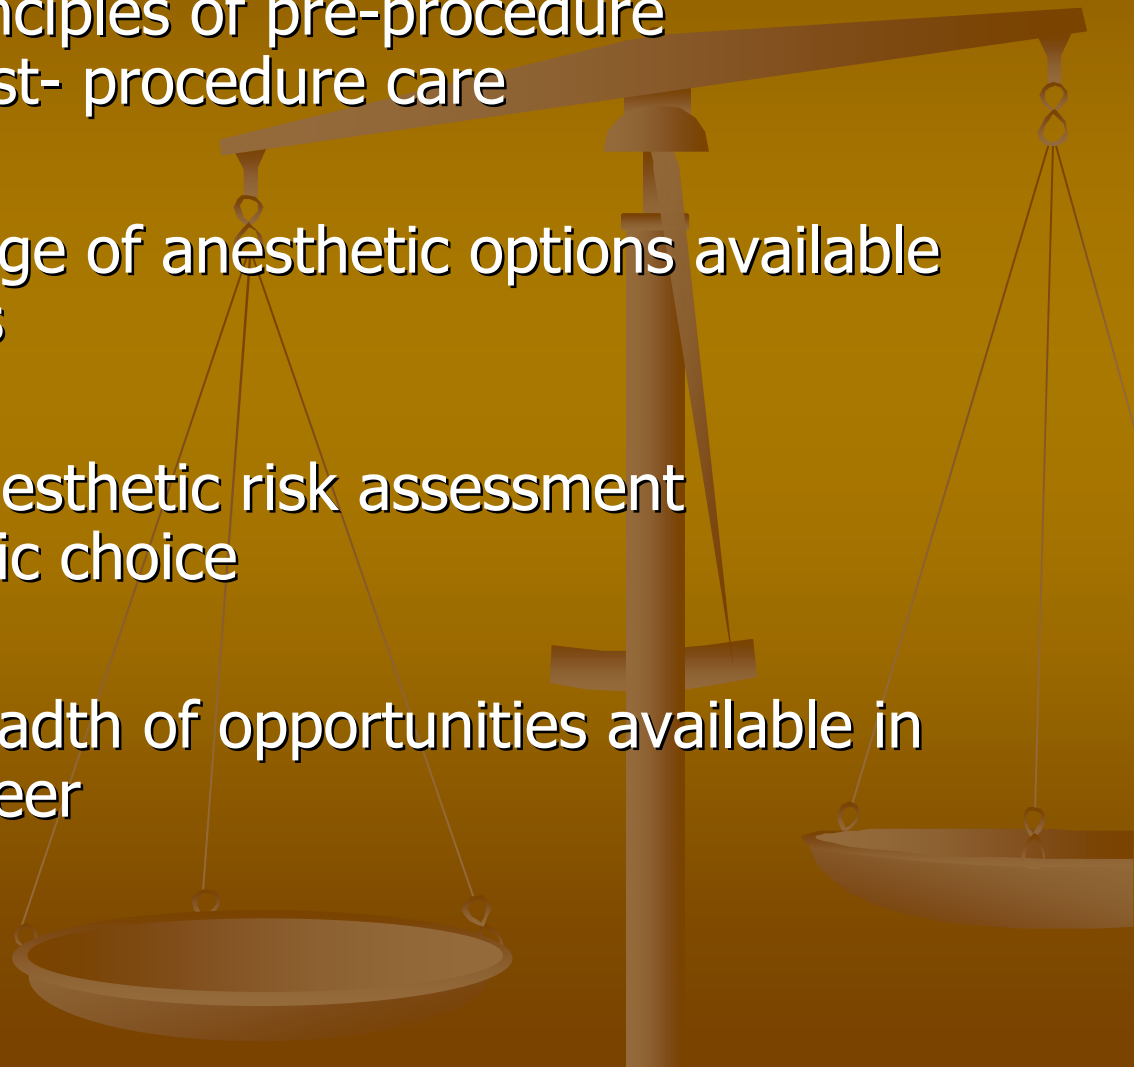 nciples of pre-procedure
st- procedure care
ge of anesthetic options available
s
esthetic risk assessment
ic choice
adth of opportunities available in
eer